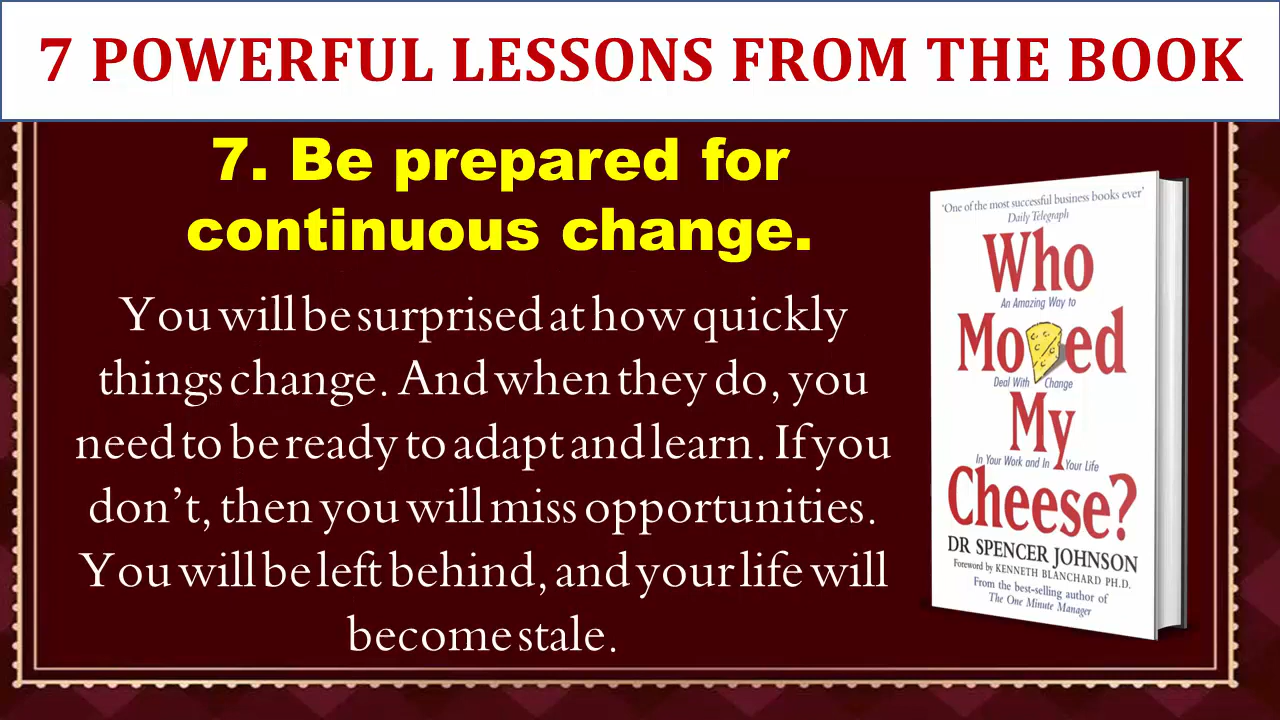 7 POWERFUL LESSONS FROM THE BOOK
7. Be prepared for
continuous change.
You will be surprised at how quickly
things change. And when they do, you
need to be ready to adapt and learn. If you
don’t, then you will miss opportunities.
You will be left behind, and your life will
become stale.
‘One of the most successful business books ever’
Daily Telegraph
Who
An Amazing Way to
Moved
Deal With Change
My
In Your Work and In Your Life
Cheese?
DR SPENCER JOHNSON
Foreword by KENNETH BLANCHARD PH.D.
From the best-selling author of
The One Minute Manager